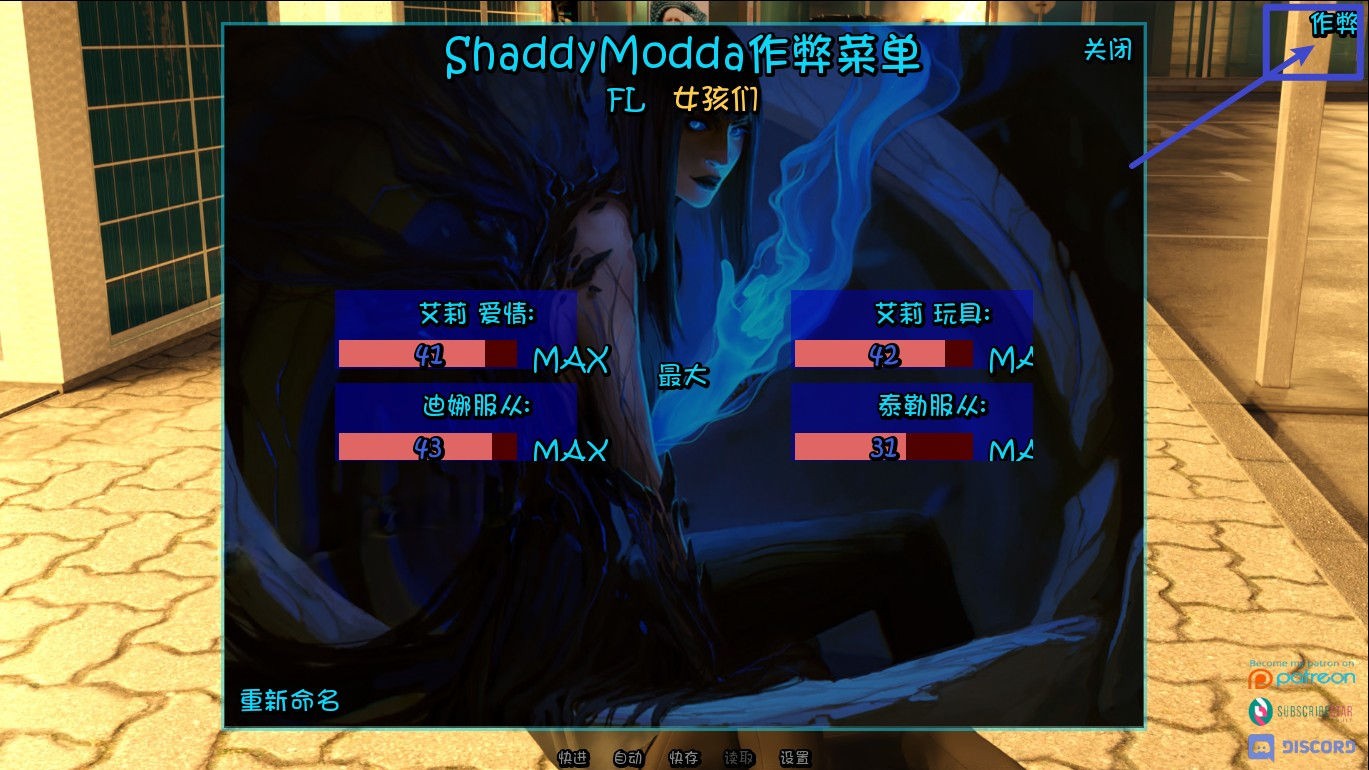 ShaddyModda作弊菜单
关闭
作弊
FL 女孩们
艾莉 爱情:
41 MAX
艾莉 玩具:
42 MA
最大
迪娜服从:
43 MAX
泰勒服从:
31 MA
重新命名
Become my patron on
patreon
SUBSCRIBESTAR
DISCORD
快进 自动 快存 读取 设置